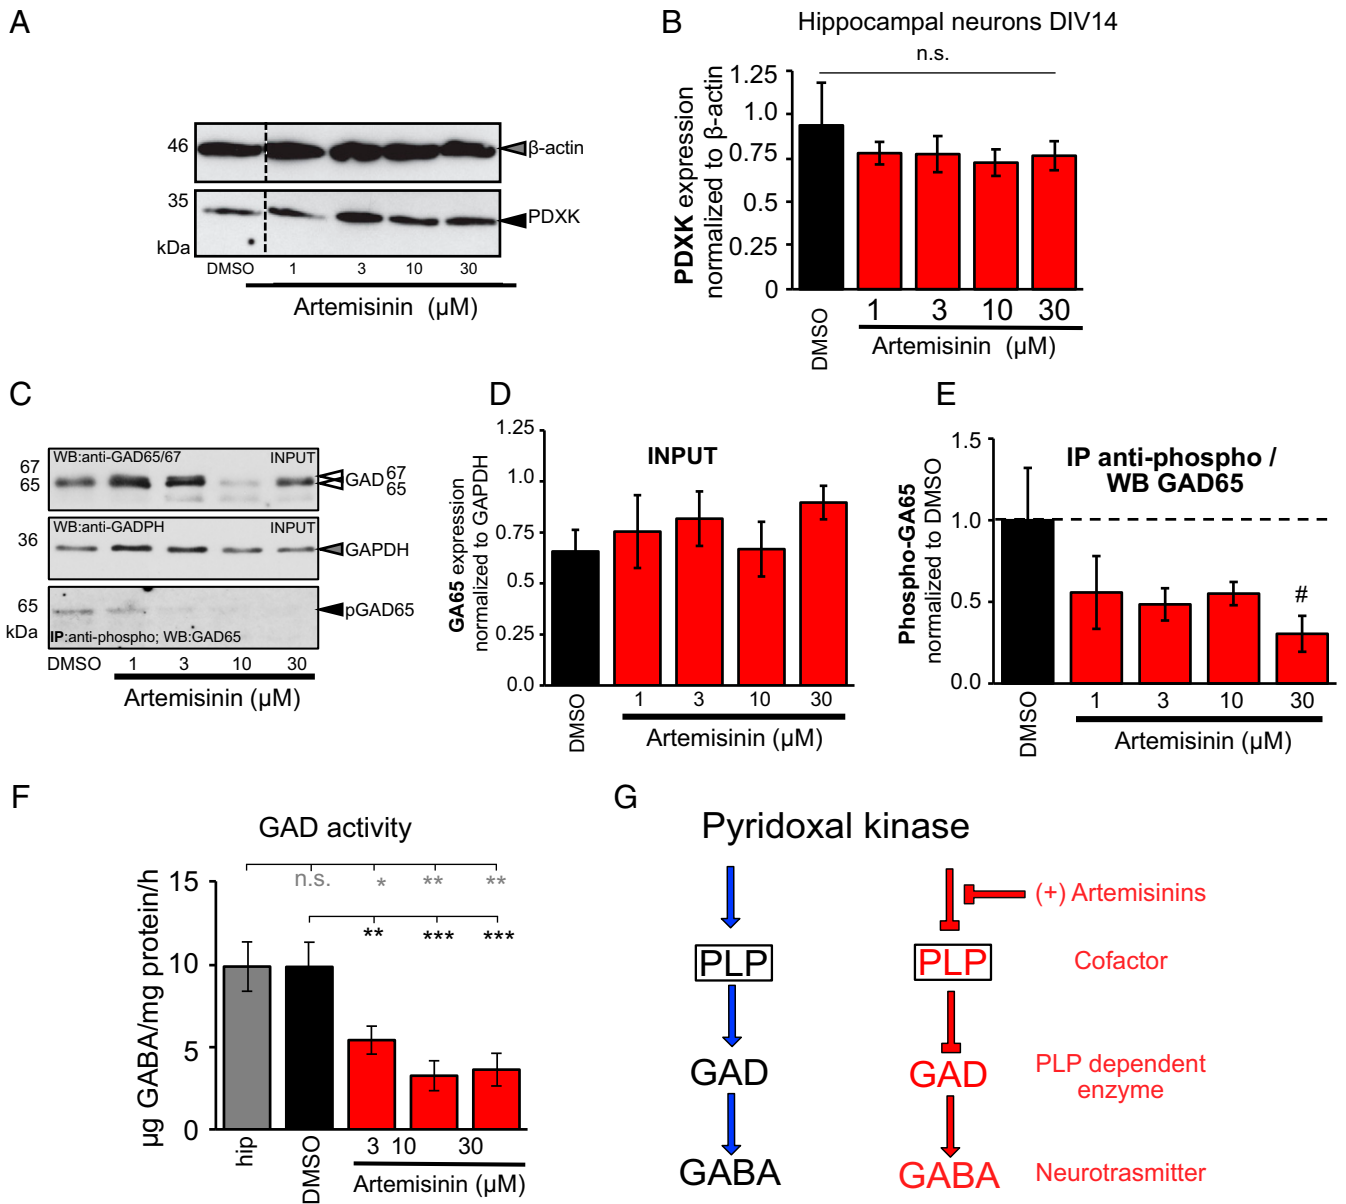 A
46
β-actin
35
PDXK
kDa
DMSO 1 3 10 30
Artemisinin (µM)
B
Hippocampal neurons DIV14
n.s.
PDXK expression
normalized to β-actin
1.25
1.0
0.75
0.5
0.25
0
DMSO
1 3 10 30
Artemisinin (µM)
C
WB:anti-GAD65/67 INPUT
67
65
GAD 67
65
WB:anti-GADPH INPUT
36
GAPDH
65
pGAD65
kDa
IP:anti-phospho; WB:GAD65
DMSO 1 3 10 30
Artemisinin (µM)
D
INPUT
GA65 expression
normalized to GAPDH
1.25
1.0
0.75
0.5
0.25
0.0
DMSO
1 3 10 30
Artemisinin (µM)
E
IP anti-phospho /
WB GAD65
Phospho-GA65
normalized to DMSO
1.5
1.0
0.5
0.0
#
DMSO
1 3 10 30
Artemisinin (µM)
F
GAD activity
n.s. * ** **
** *** ***
µg GABA/mg protein/h
15
10
5
0
hip
DMSO
3 10 30
Artemisinin (µM)
G
Pyridoxal kinase
(+) Artemisinins
PLP PLP Cofactor
GAD GAD PLP dependent
enzyme
GABA GABA Neurotrasmitter